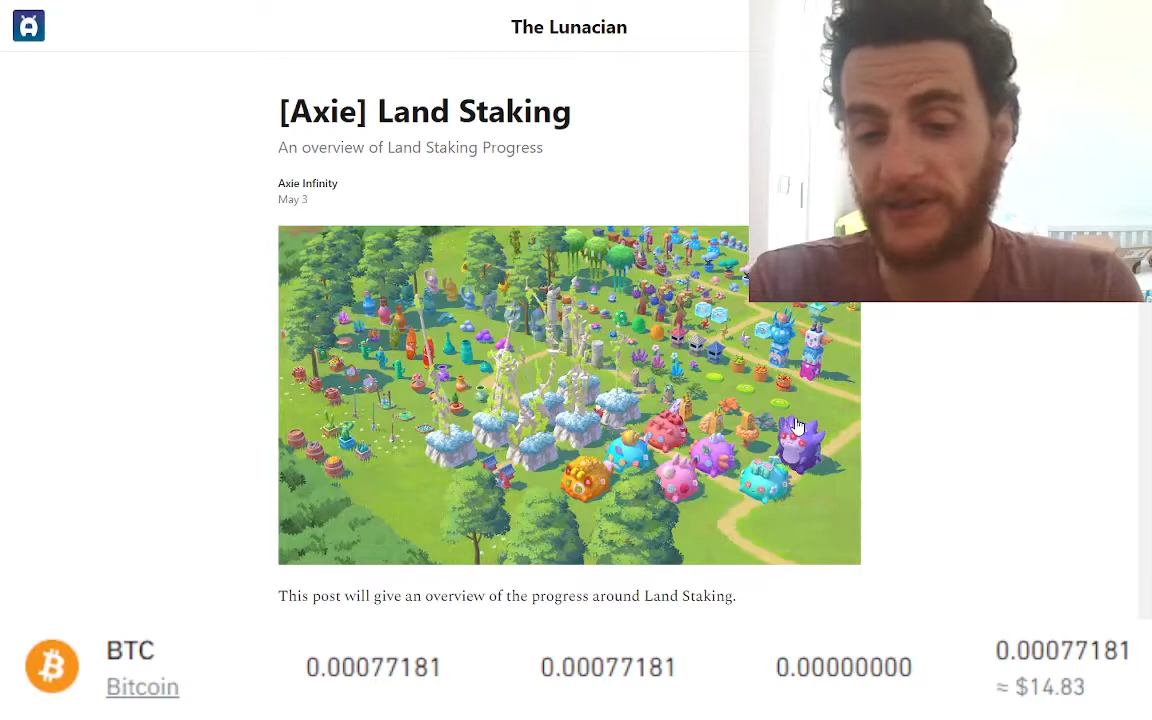 The Lunacian
[Axie] Land Staking
An overview of Land Staking Progress
Axie Infinity
May 3
This post will give an overview of the progress around Land Staking.
BTC
Bitcoin
0.00077181
0.00077181
0.00000000
0.00077181
≈ $14.83